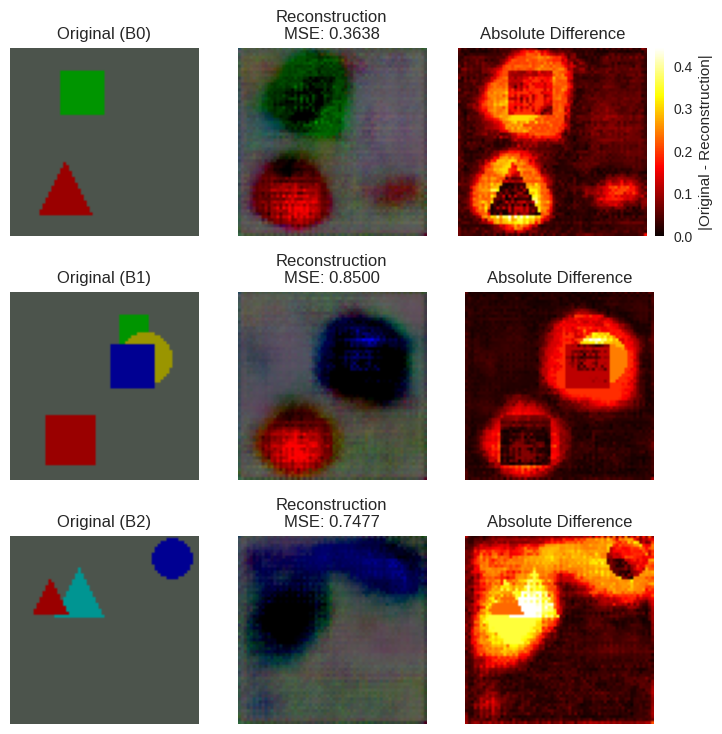 Original (B0)
Reconstruction
MSE: 0.3638
Absolute Difference
0.4
0.3
0.2
0.1
0.0
|Original - Reconstruction|
Original (B1)
Reconstruction
MSE: 0.8500
Absolute Difference
Original (B2)
Reconstruction
MSE: 0.7477
Absolute Difference